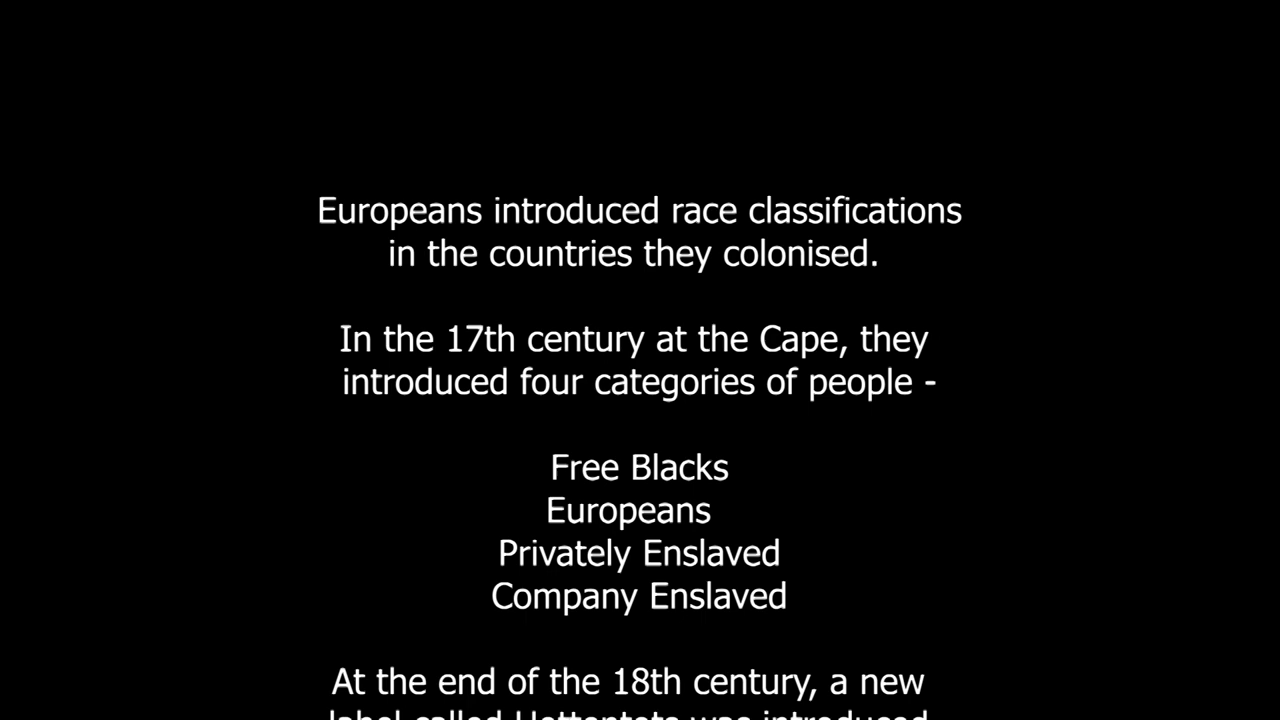 Europeans introduced race classifications
in the countries they colonised.
In the 17th century at the Cape, they
introduced four categories of people -
Free Blacks
Europeans
Privately Enslaved
Company Enslaved
At the end of the 18th century, a new
label called Hottentots was introduced